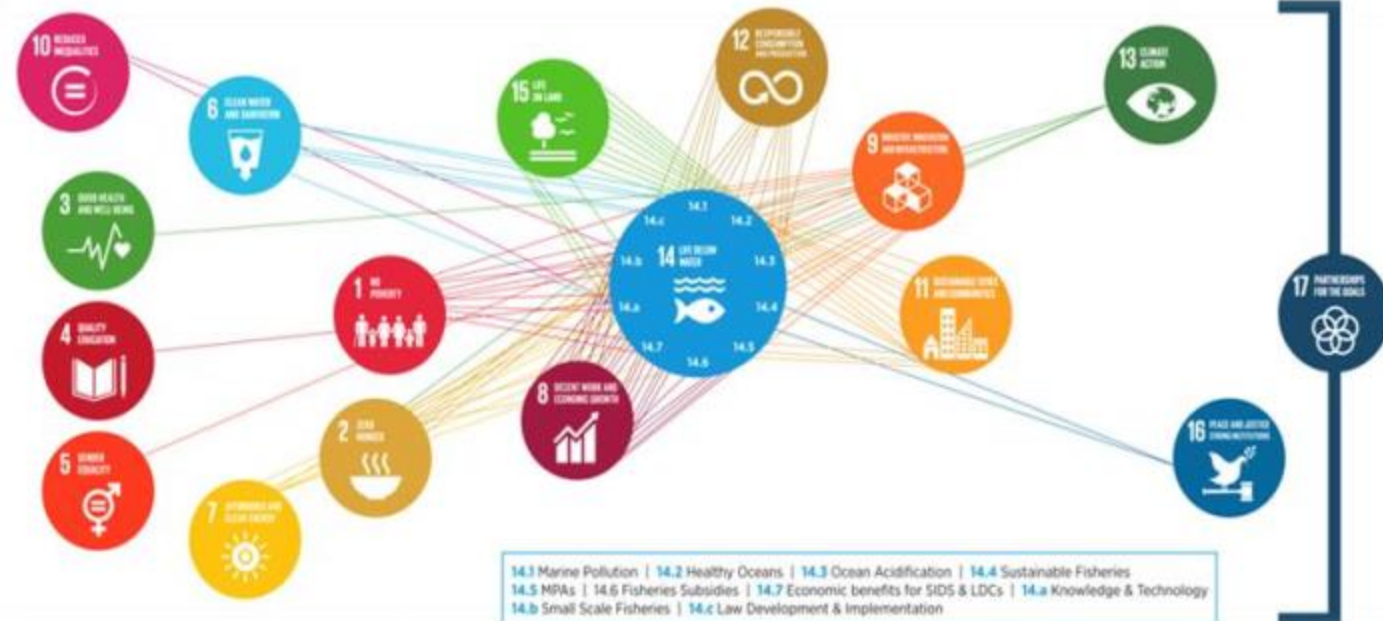 10 REDUCED
INEQUALITIES
6 CLEAN WATER
AND SANITATION
15 LIFE
ON LAND
12 RESPONSIBLE
CONSUMPTION
AND PRODUCTION
13 CLIMATE
ACTION
9 INDUSTRY, INNOVATION
AND INFRASTRUCTURE
3 GOOD HEALTH
AND WELL-BEING
14.1
14.c
14.2
14 LIFE BELOW
WATER
14.b
14.3
14.a
14.4
14.7
14.5
14.6
1 NO
POVERTY
11 SUSTAINABLE CITIES
AND COMMUNITIES
17 PARTNERSHIPS
FOR THE GOALS
4 QUALITY
EDUCATION
8 DECENT WORK AND
ECONOMIC GROWTH
2 ZERO
HUNGER
5 GENDER
EQUALITY
16 PEACE AND JUSTICE
STRONG INSTITUTIONS
7 AFFORDABLE AND
CLEAN ENERGY
14.1 Marine Pollution | 14.2 Healthy Oceans | 14.3 Ocean Acidification | 14.4 Sustainable Fisheries
14.5 MPAs | 14.6 Fisheries Subsidies | 14.7 Economic benefits for SIDS & LDCs | 14.a Knowledge & Technology
14.b Small Scale Fisheries | 14.c Law Development & Implementation